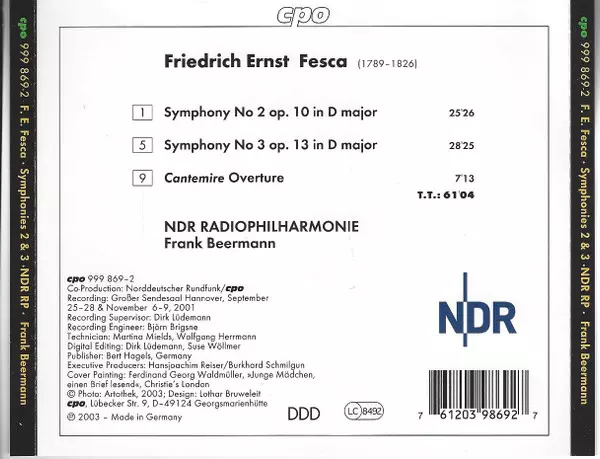 cpo
Friedrich Ernst Fesca (1789–1826)
1 Symphony No 2 op. 10 in D major 25'26
5 Symphony No 3 op. 13 in D major 28'25
9 Cantemire Overture 7'13
T.T.: 61'04
NDR RADIOPHILHARMONIE
Frank Beermann
cpo 999 869-2
Co-Production: Norddeutscher Rundfunk/cpo
Recording: Großer Sendesaal Hannover, September
25–28 & November 6–9, 2001
Recording Supervisor: Dirk Lüdemann
Recording Engineer: Björn Brigsne
Technician: Martina Mields, Wolfgang Herrmann
Digital Editing: Dirk Lüdemann, Suse Wöllmer
Publisher: Bert Hagels, Germany
Executive Producers: Hansjoachim Reiser/Burkhard Schmilgun
Cover Painting: Ferdinand Georg Waldmüller, »Junge Mädchen,
einen Brief lesend«, Christie's London
© Photo: Artothek, 2003; Design: Lothar Bruweleit
cpo, Lübecker Str. 9, D–49124 Georgsmarienhütte
℗ 2003 – Made in Germany
DDD
LC 8492
NDR
7 61203 98692 7
cpo 999 869-2 F. E. Fesca · Symphonies 2 & 3 · NDR RP · Frank Beermann
cpo 999 869-2 F. E. Fesca · Symphonies 2 & 3 · NDR RP · Frank Beermann